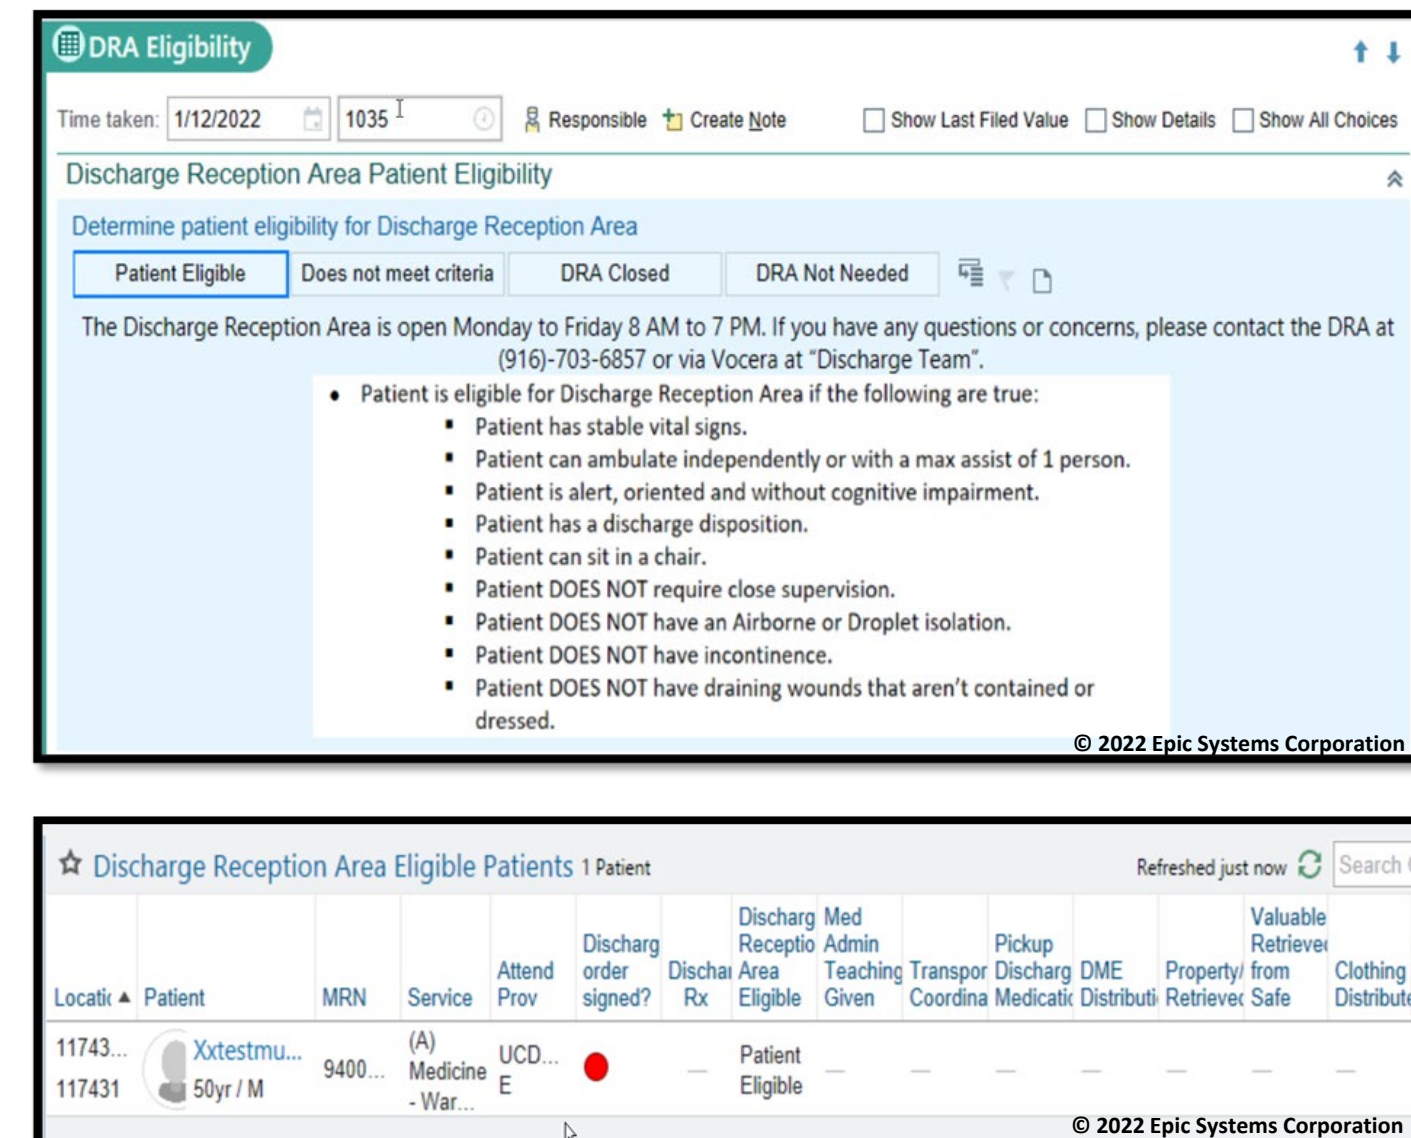 DRA Eligibility
Time taken: 1/12/2022 1035 Responsible Create Note Show Last Filed Value Show Details Show All Choices
Discharge Reception Area Patient Eligibility
Determine patient eligibility for Discharge Reception Area
Patient Eligible Does not meet criteria DRA Closed DRA Not Needed
The Discharge Reception Area is open Monday to Friday 8 AM to 7 PM. If you have any questions or concerns, please contact the DRA at
(916)-703-6857 or via Vocera at “Discharge Team”.
• Patient is eligible for Discharge Reception Area if the following are true:
▪ Patient has stable vital signs.
▪ Patient can ambulate independently or with a max assist of 1 person.
▪ Patient is alert, oriented and without cognitive impairment.
▪ Patient has a discharge disposition.
▪ Patient can sit in a chair.
▪ Patient DOES NOT require close supervision.
▪ Patient DOES NOT have an Airborne or Droplet isolation.
▪ Patient DOES NOT have incontinence.
▪ Patient DOES NOT have draining wounds that aren’t contained or
dressed.
© 2022 Epic Systems Corporation
Discharge Reception Area Eligible Patients 1 Patient Refreshed just now Search
Discharg Med Valuable
Discharg Receptio Admin Pickup Retrieved
Attend order Dischar Area Teaching Transpor Discharg DME Property/ from Clothing
Locatic Patient MRN Service Prov signed? Rx Eligible Given Coordina Medicatic Distributi Retrieved Safe Distribute
11743... Xxtestmu... 9400... (A) UCD... Patient
117431 50yr / M Medicine E — Eligible — — — — — — —
- War...
© 2022 Epic Systems Corporation